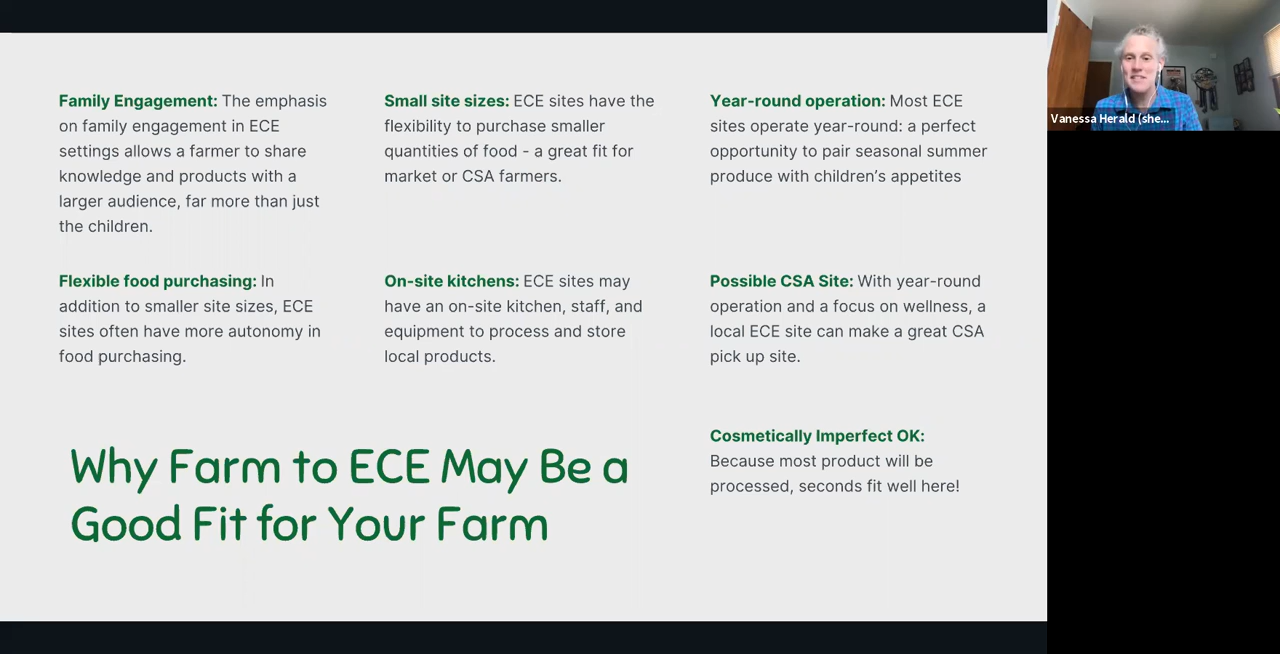 Family Engagement: The emphasis
on family engagement in ECE
settings allows a farmer to share
knowledge and products with a
larger audience, far more than just
the children.
Small site sizes: ECE sites have the
flexibility to purchase smaller
quantities of food - a great fit for
market or CSA farmers.
Year-round operation: Most ECE
sites operate year-round: a perfect
opportunity to pair seasonal summer
produce with children’s appetites
Flexible food purchasing: In
addition to smaller site sizes, ECE
sites often have more autonomy in
food purchasing.
On-site kitchens: ECE sites may
have an on-site kitchen, staff, and
equipment to process and store
local products.
Possible CSA Site: With year-round
operation and a focus on wellness, a
local ECE site can make a great CSA
pick up site.
Cosmetically Imperfect OK:
Because most product will be
processed, seconds fit well here!
Why Farm to ECE May Be a
Good Fit for Your Farm
Vanessa Herald (she...